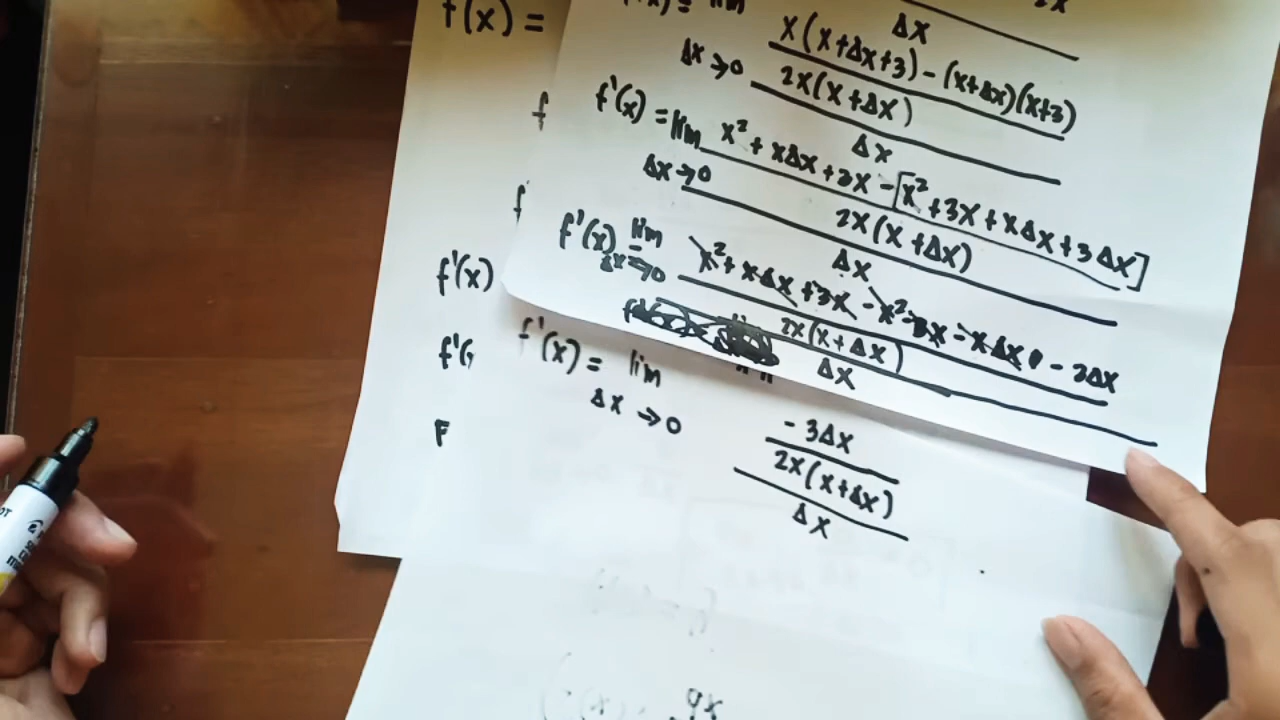 f(x) =
f'(x) = lim
2x
Δx
Δx → 0
x(x+Δx+3) - (x+Δx)(x+3)
2x(x+Δx)
Δx
f'(x) = lim x² + xΔx + 3x - [x² + 3x + xΔx + 3Δx]
Δx → 0
2x(x+Δx)
Δx
f'(x) = lim x² + xΔx + 3x - x² - 3x - xΔx - 3Δx
Δx → 0
2x(x+Δx)
Δx
f
f
f'(x)
f'(
F
f'(x) = lim
Δx → 0
- 3Δx
2x(x+Δx)
Δx